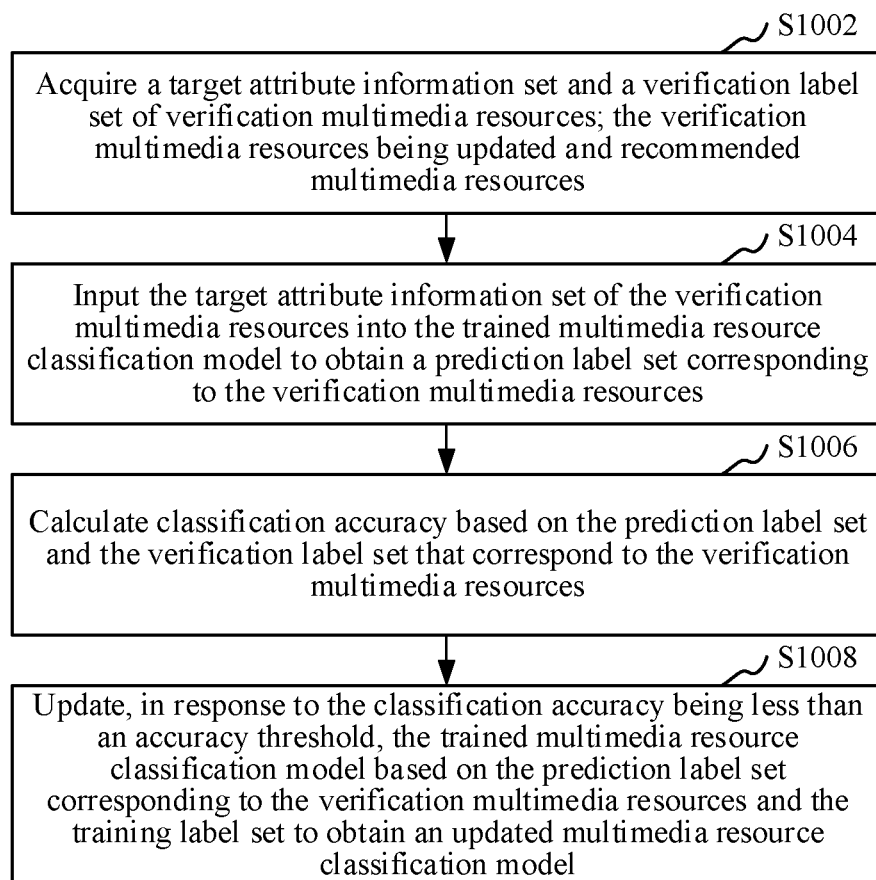 S1002
Acquire a target attribute information set and a verification label
set of verification multimedia resources; the verification
multimedia resources being updated and recommended
multimedia resources
S1004
Input the target attribute information set of the verification
multimedia resources into the trained multimedia resource
classification model to obtain a prediction label set corresponding
to the verification multimedia resources
S1006
Calculate classification accuracy based on the prediction label set
and the verification label set that correspond to the verification
multimedia resources
S1008
Update, in response to the classification accuracy being less than
an accuracy threshold, the trained multimedia resource
classification model based on the prediction label set
corresponding to the verification multimedia resources and the
training label set to obtain an updated multimedia resource
classification model